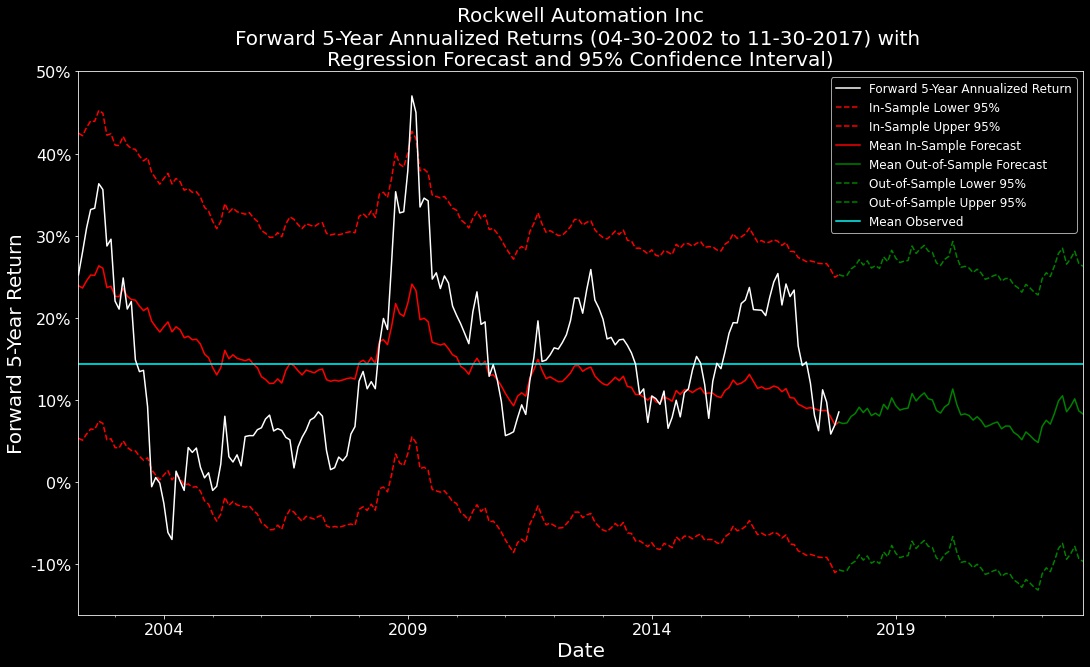 Rockwell Automation Inc
Forward 5-Year Annualized Returns (04-30-2002 to 11-30-2017) with
Regression Forecast and 95% Confidence Interval)
50%
40%
30%
20%
10%
0%
-10%
Forward 5-Year Return
Forward 5-Year Annualized Return
In-Sample Lower 95%
In-Sample Upper 95%
Mean In-Sample Forecast
Mean Out-of-Sample Forecast
Out-of-Sample Lower 95%
Out-of-Sample Upper 95%
Mean Observed
2004
2009
2014
2019
Date